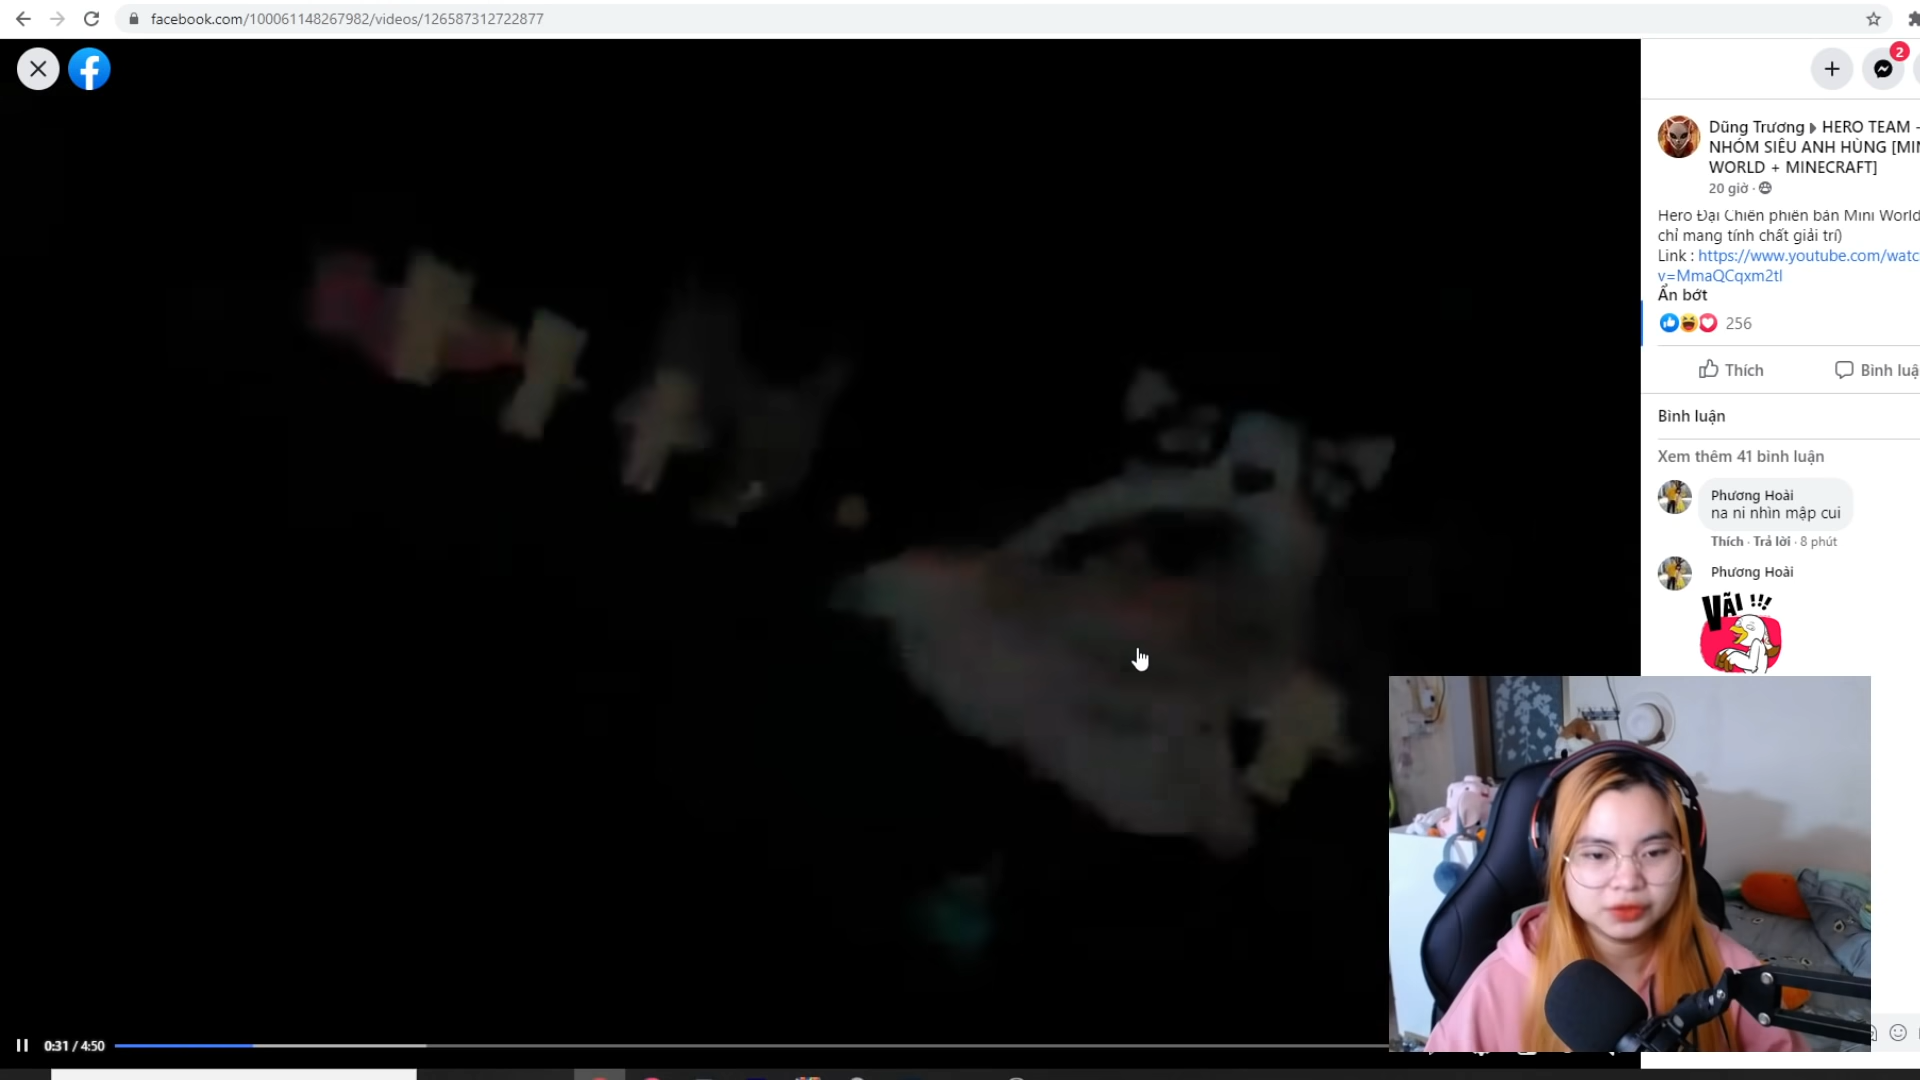 facebook.com/100061148267982/videos/126587312722877
2
Dũng Trương HERO TEAM -
NHÓM SIÊU ANH HÙNG [MIN
WORLD + MINECRAFT]
20 giờ ·
Hero Đại Chiến phiên bản Mini World
chỉ mang tính chất giải trí)
Link : https://www.youtube.com/watc
v=MmaQCqxm2tI
Ẩn bớt
256
Thích
Bình luậ
Bình luận
Xem thêm 41 bình luận
Phương Hoài
na ni nhìn mập cui
Thích · Trả lời · 8 phút
Phương Hoài
VÃI !!!
0:31 / 4:50